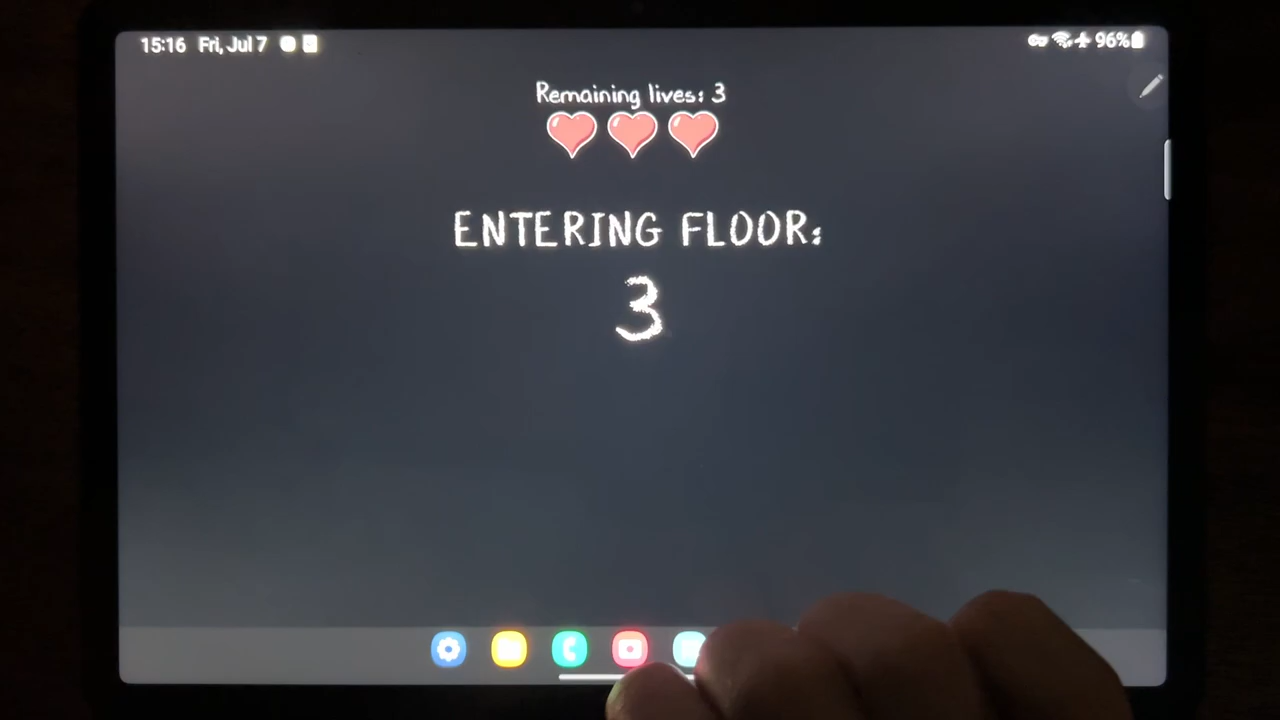 15:16 Fri, Jul 7 96%
Remaining lives: 3
ENTERING FLOOR:
3